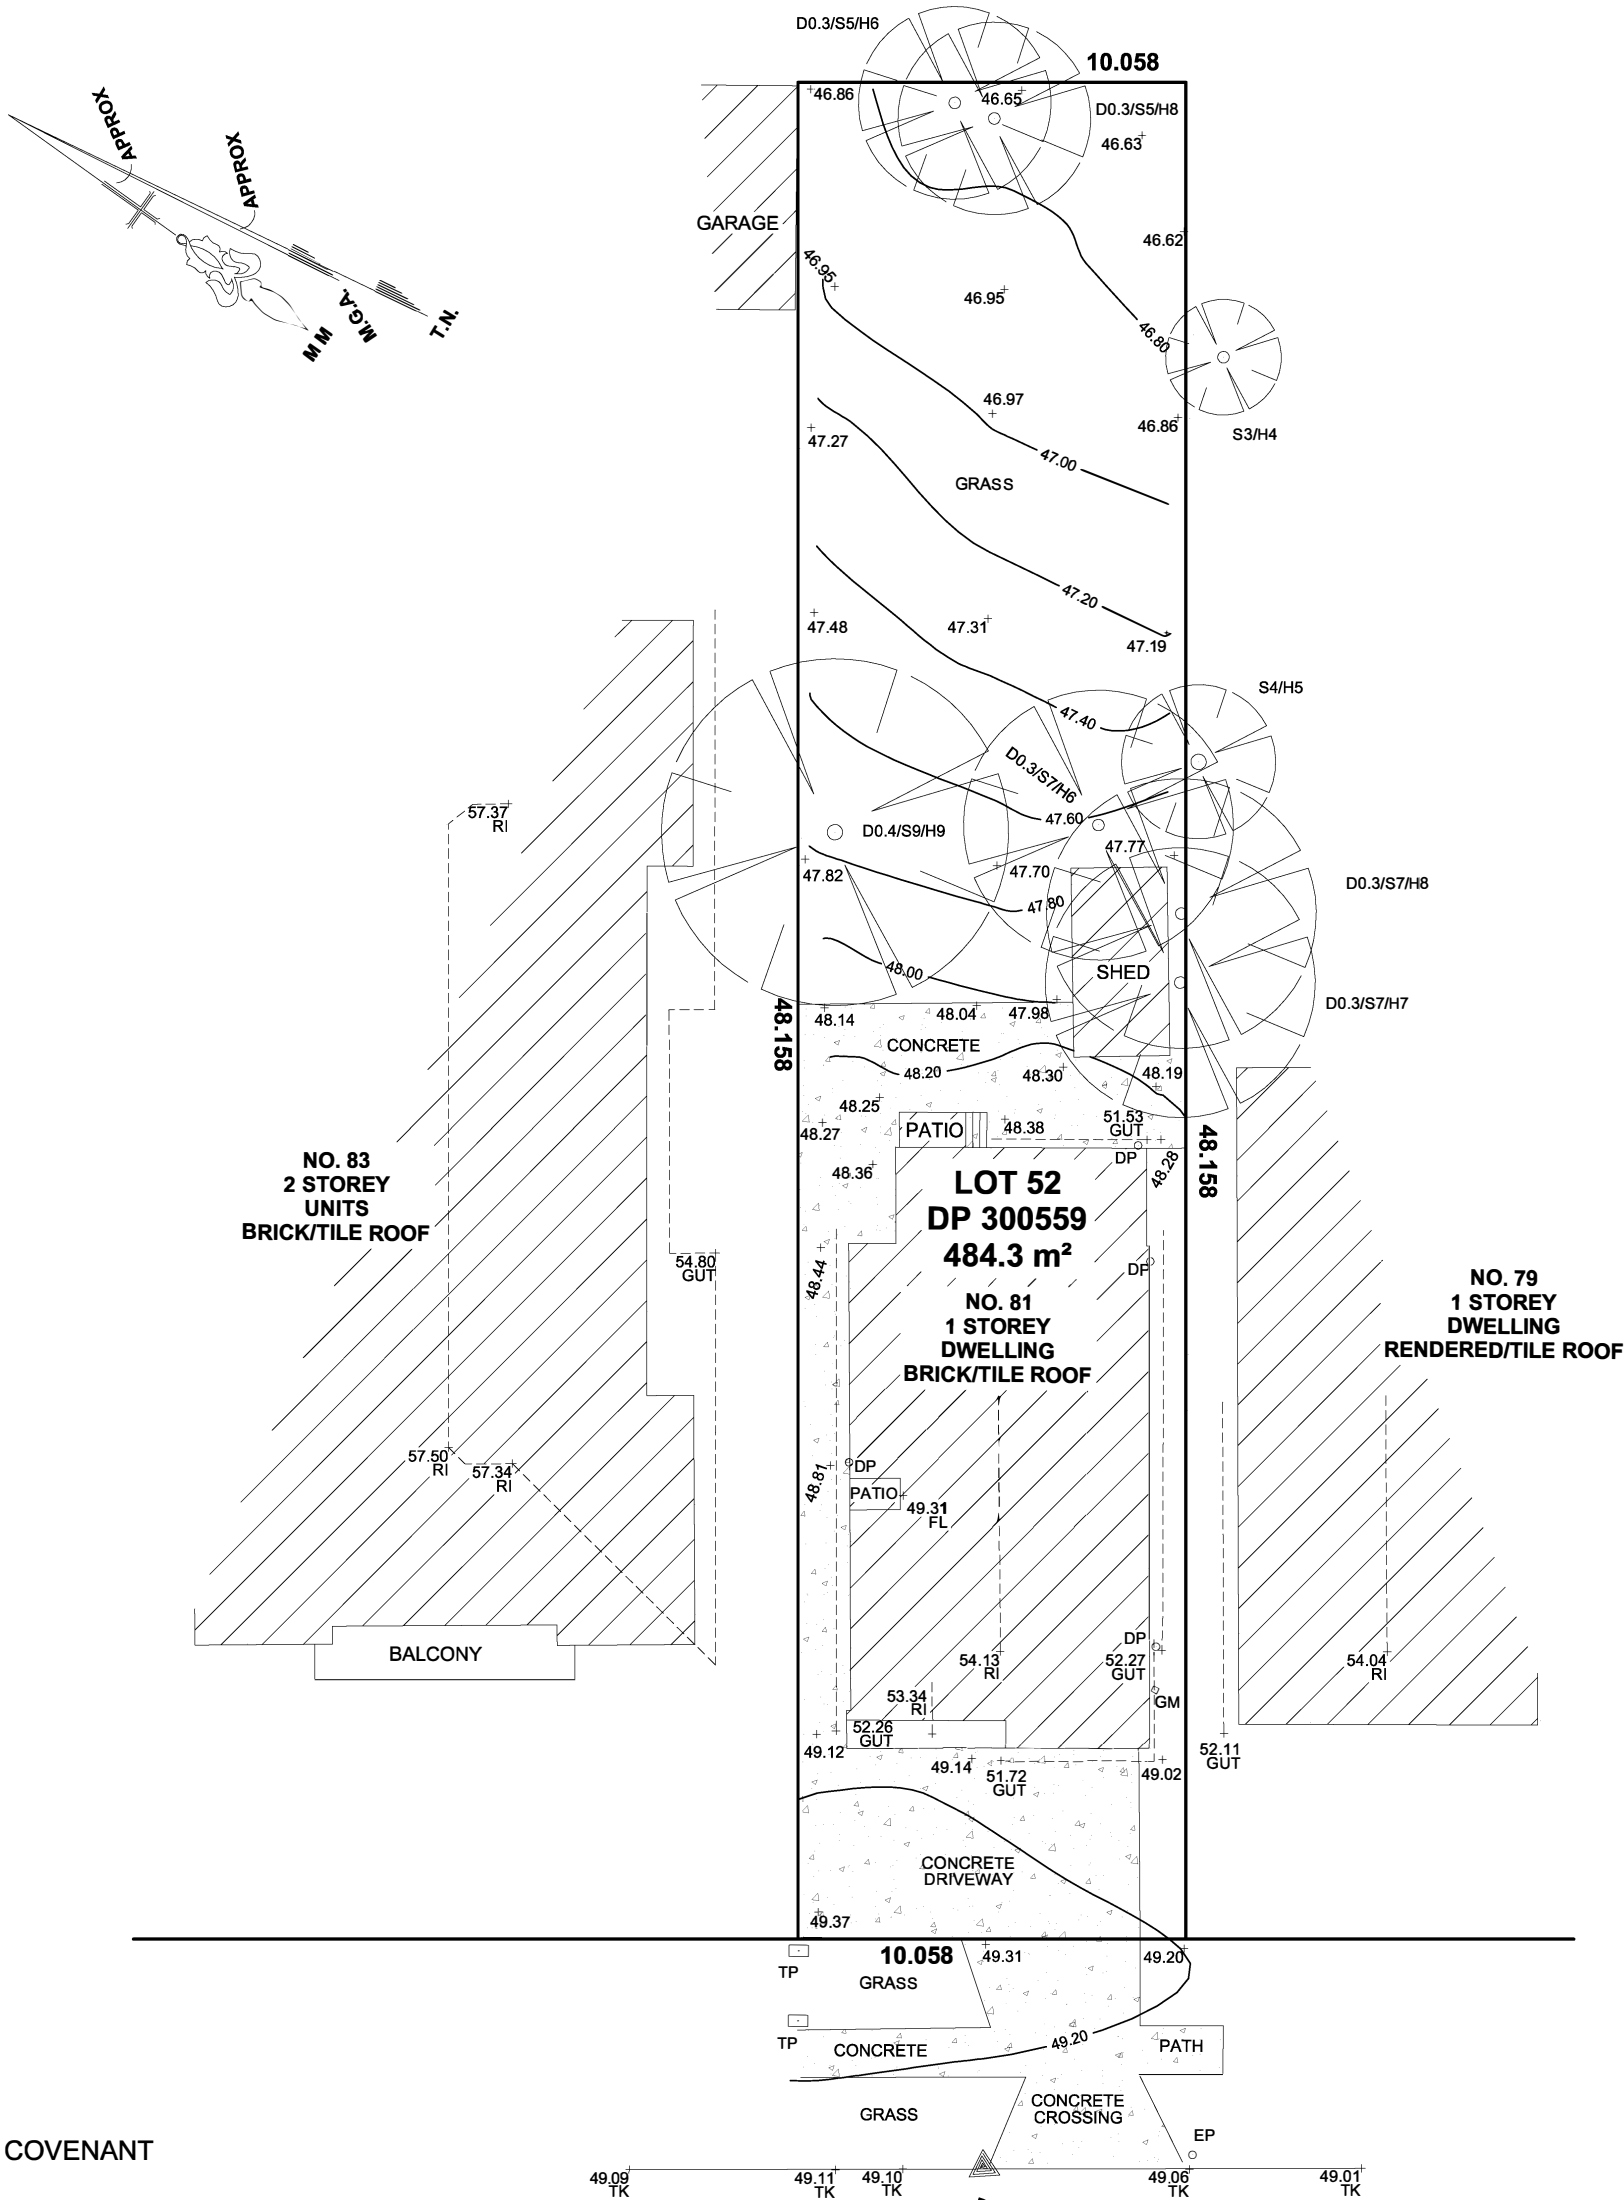 D0.3/S5/H6
10.058
46.86
46.65
D0.3/S5/H8
46.63
APPROX
APPROX
GARAGE
46.62
46.95
46.95
M M
M.G.A.
T.N.
46.80
46.97
46.86
S3/H4
47.27
47.00
GRASS
47.20
47.48
47.31
47.19
S4/H5
47.40
D0.3/S7/H6
57.37
RI
47.60
D0.4/S9/H9
47.77
47.82
47.70
D0.3/S7/H8
47.80
48.00
SHED
D0.3/S7/H7
48.158
48.14
48.04
47.98
CONCRETE
48.20
48.30
48.19
48.25
48.27
PATIO
48.38
51.53
GUT
DP
48.28
48.158
48.36
NO. 83
2 STOREY
UNITS
BRICK/TILE ROOF
LOT 52
DP 300559
484.3 m²
54.80
GUT
48.44
DP
NO. 81
1 STOREY
DWELLING
BRICK/TILE ROOF
NO. 79
1 STOREY
DWELLING
RENDERED/TILE ROOF
57.50
RI
57.34
RI
48.81
DP
PATIO
49.31
FL
BALCONY
54.13
RI
DP
52.27
GUT
54.04
RI
53.34
RI
GM
52.26
GUT
49.12
49.14
51.72
GUT
49.02
52.11
GUT
CONCRETE
DRIVEWAY
49.37
10.058
49.31
49.20
TP
GRASS
TP
CONCRETE
49.20
PATH
GRASS
CONCRETE
CROSSING
EP
COVENANT
49.09
TK
49.11
TK
49.10
TK
49.06
TK
49.01
TK